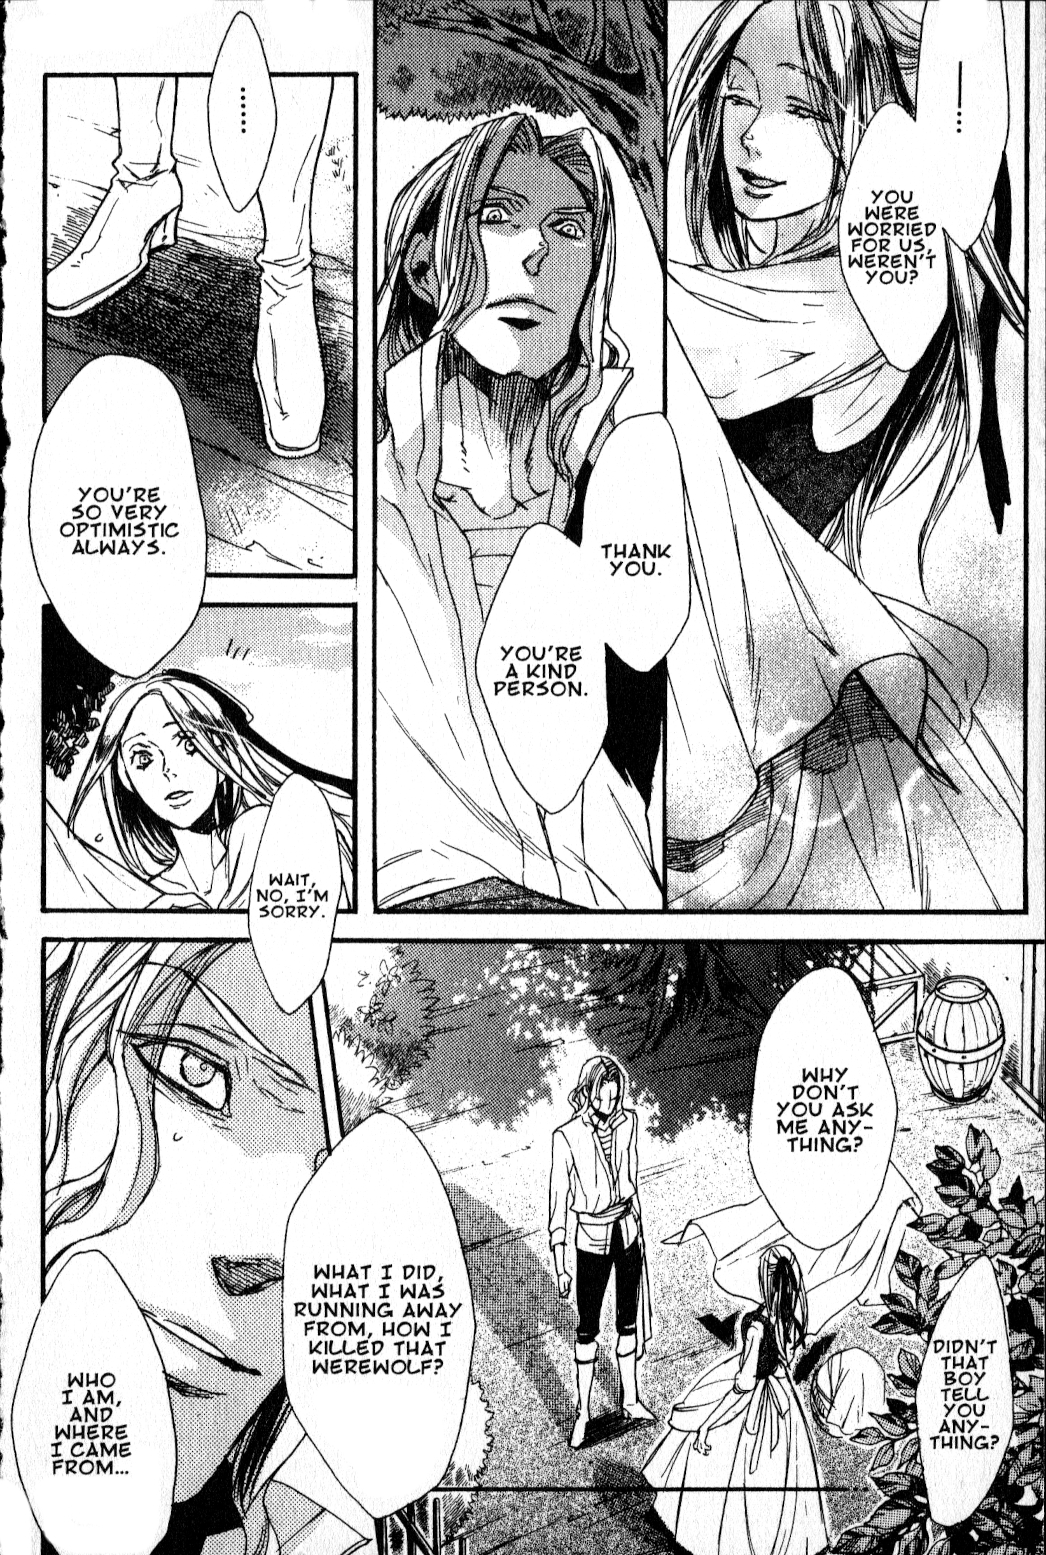 YOU
WERE
WORRIED
FOR US,
WEREN'T
YOU?
THANK
YOU.
YOU'RE
A KIND
PERSON.
......
YOU'RE
SO VERY
OPTIMISTIC
ALWAYS.
WAIT,
NO, I'M
SORRY.
WHY
DON'T
YOU ASK
ME ANY-
THING?
DIDN'T
THAT
BOY
TELL
YOU
ANY-
THING?
WHAT I DID,
WHAT I WAS
RUNNING AWAY
FROM, HOW I
KILLED THAT
WEREWOLF?
WHO
I AM,
AND
WHERE
I CAME
FROM...